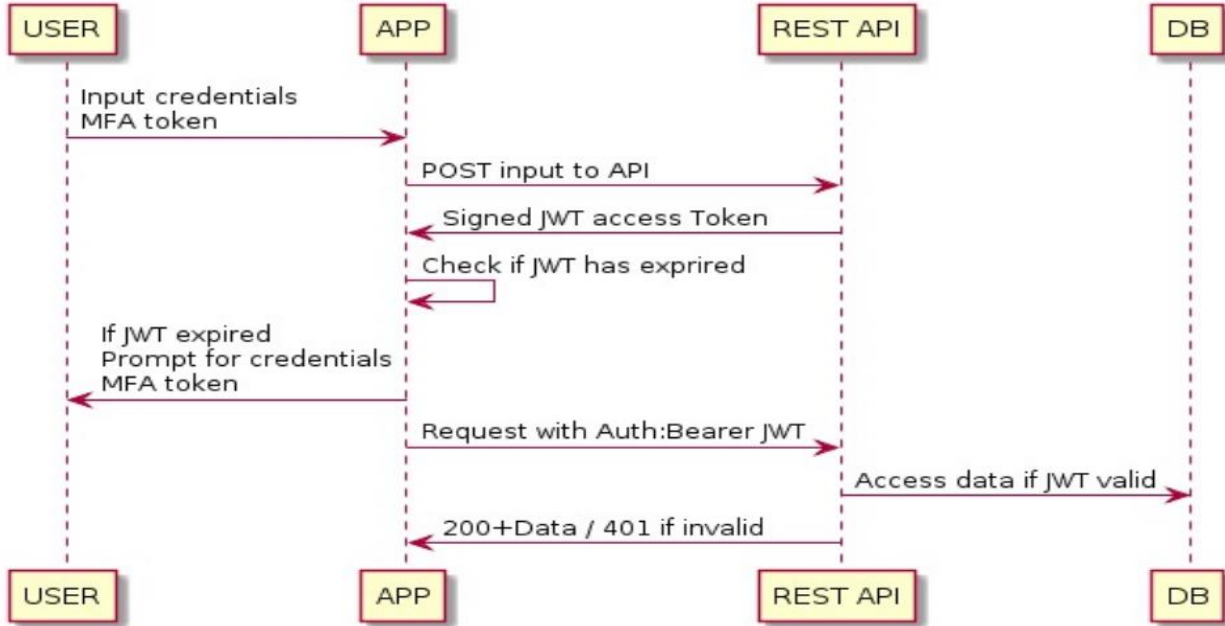 USER
APP
REST API
DB
Input credentials
MFA token
POST input to API
Signed JWT access Token
Check if JWT has exprired
If JWT expired
Prompt for credentials
MFA token
Request with Auth:Bearer JWT
Access data if JWT valid
200+Data / 401 if invalid
USER
APP
REST API
DB